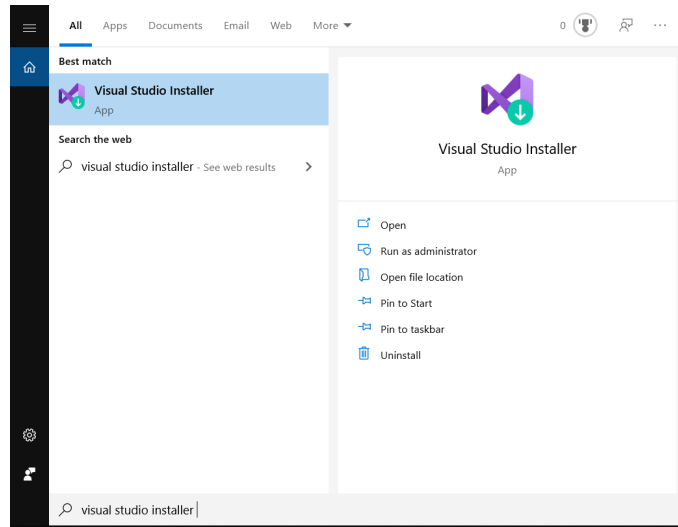 All Apps Documents Email Web More 0 ...
Best match
Visual Studio Installer
App
Search the web
visual studio installer - See web results
Visual Studio Installer
App
Open
Run as administrator
Open file location
Pin to Start
Pin to taskbar
Uninstall
visual studio installer